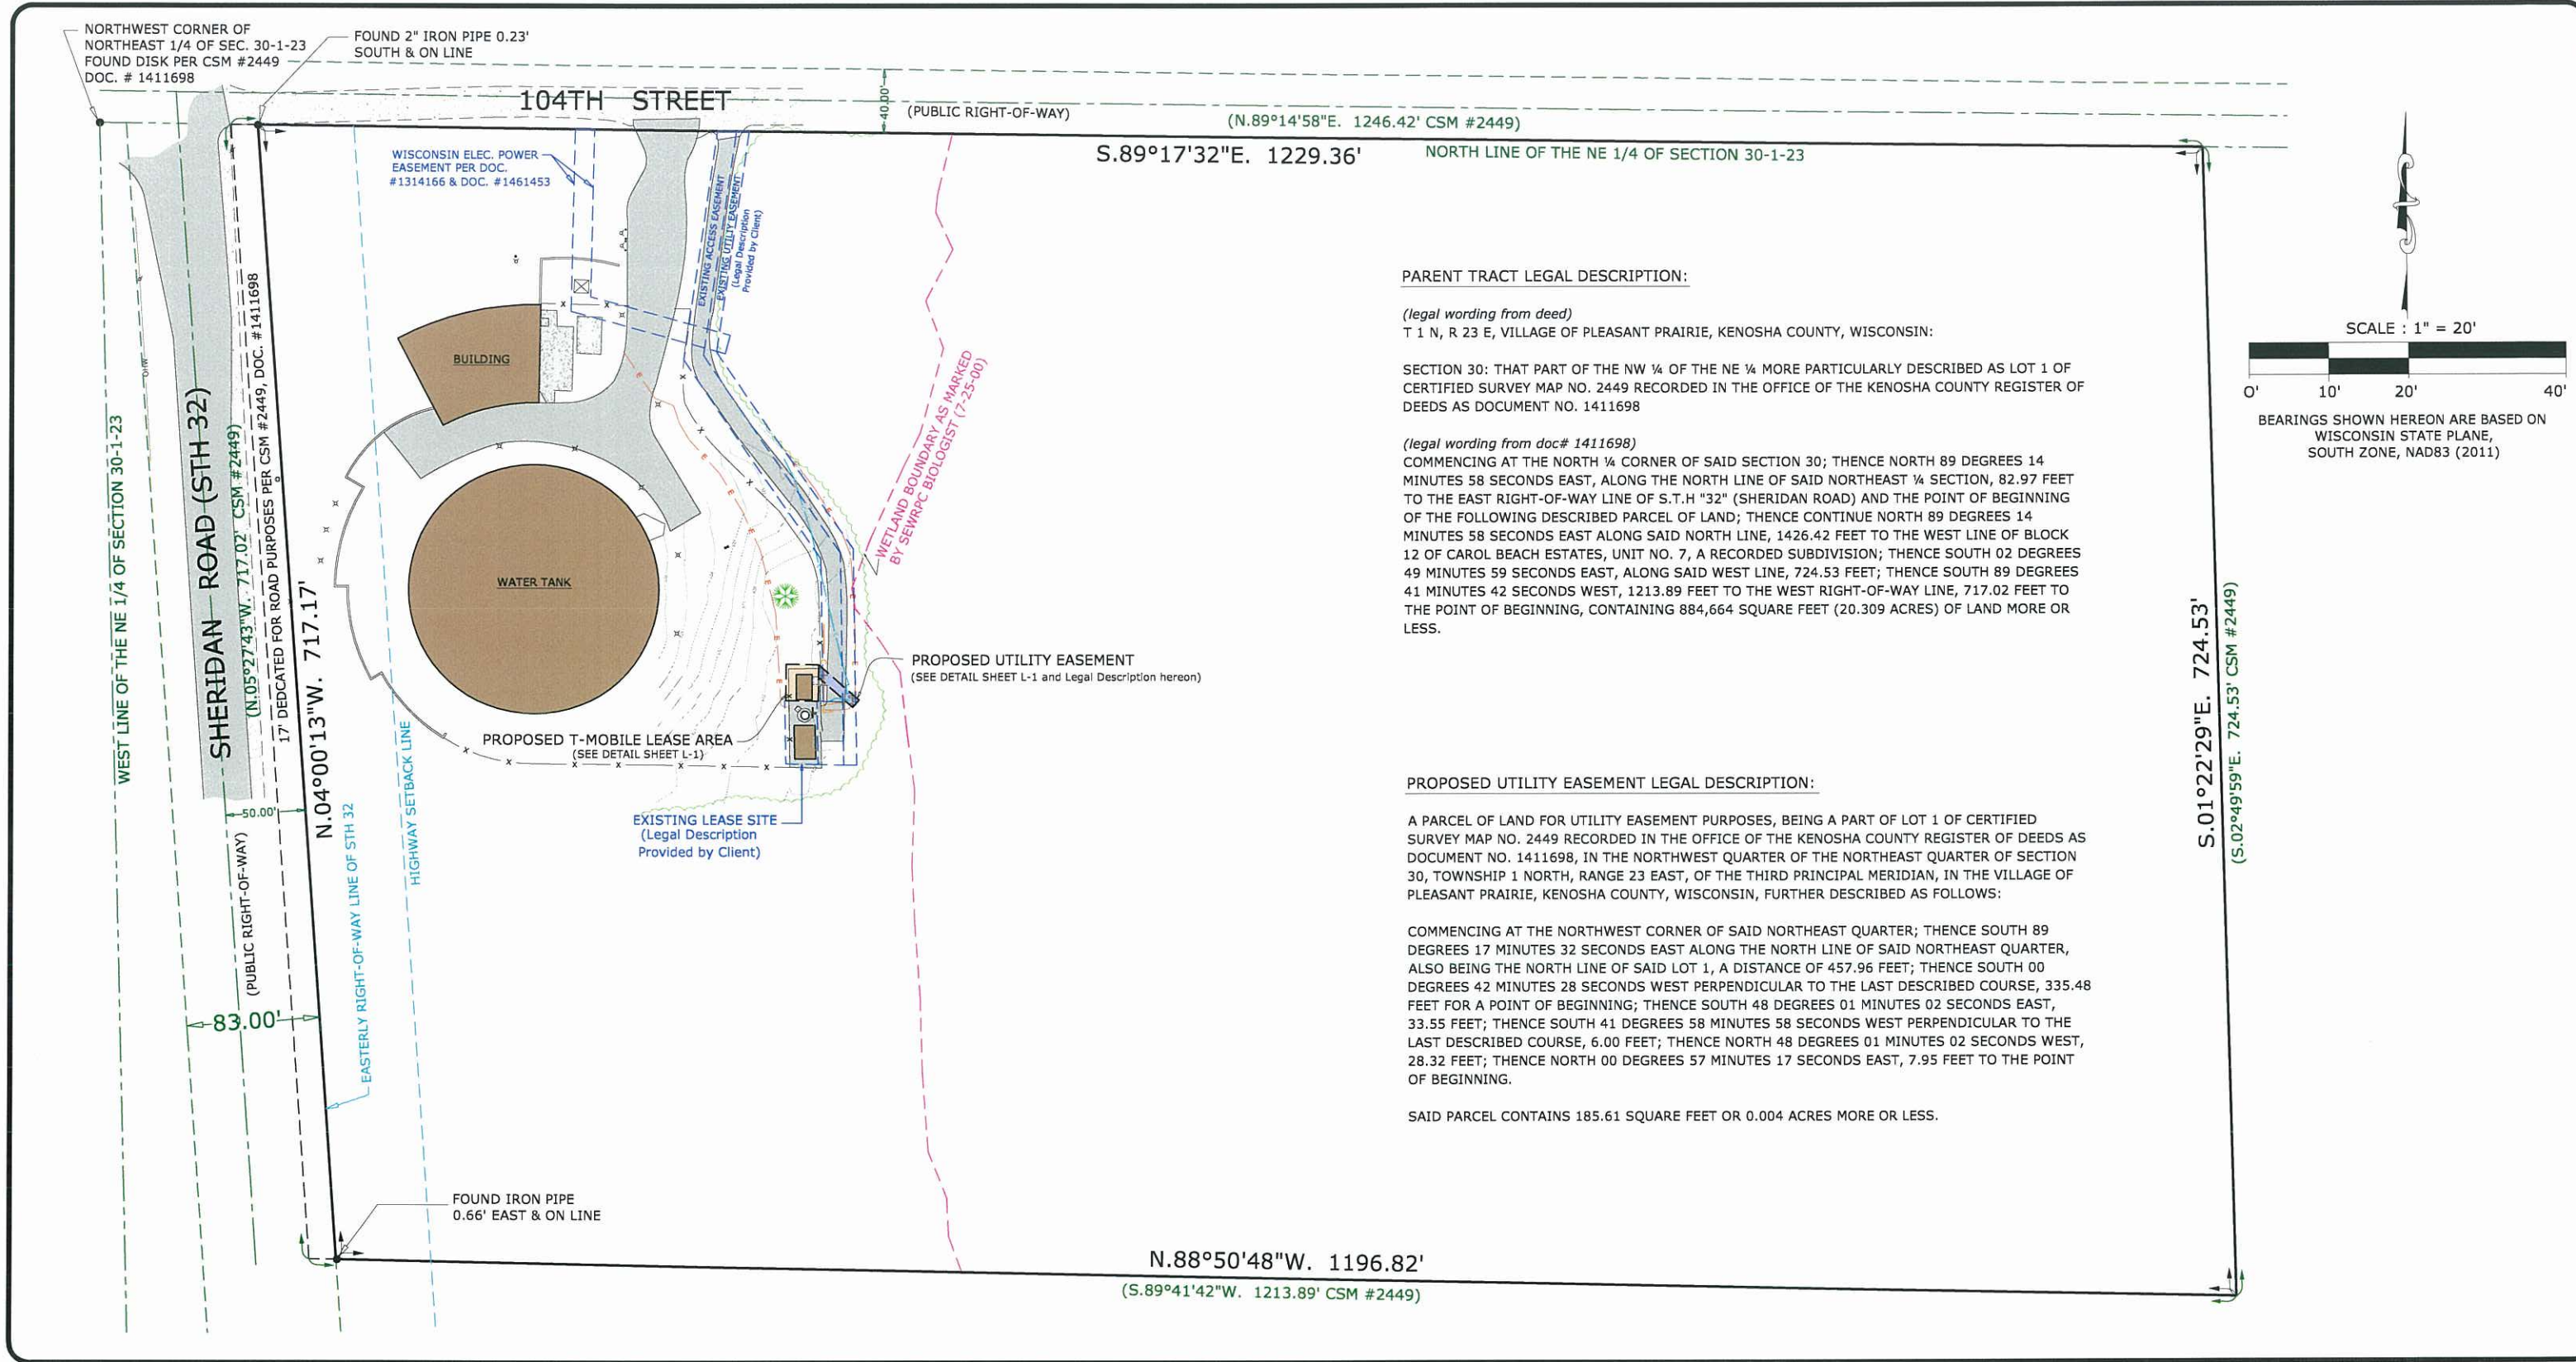 NORTHWEST CORNER OF
NORTHEAST 1/4 OF SEC. 30-1-23
FOUND DISK PER CSM #2449
DOC. # 1411698
FOUND 2" IRON PIPE 0.23'
SOUTH & ON LINE
104TH STREET
40.00'
(PUBLIC RIGHT-OF-WAY)
(N.89°14'58"E. 1246.42' CSM #2449)
S.89°17'32"E. 1229.36'
NORTH LINE OF THE NE 1/4 OF SECTION 30-1-23
WISCONSIN ELEC. POWER
EASEMENT PER DOC.
#1314166 & DOC. #1461453
EXISTING ACCESS EASEMENT
EXISTING UTILITY EASEMENT
(Legal Description
Provided by Client)
BUILDING
WATER TANK
WETLAND BOUNDARY AS MARKED
BY SEWRPC BIOLOGIST (7-25-00)
WEST LINE OF THE NE 1/4 OF SECTION 30-1-23
SHERIDAN ROAD (STH 32)
(N.05°27'43"W. 717.02' CSM #2449)
17' DEDCATED FOR ROAD PURPOSES PER CSM #2449, DOC. #1411698
N.04°00'13"W. 717.17'
OHW
PROPOSED UTILITY EASEMENT
(SEE DETAIL SHEET L-1 and Legal Description hereon)
PROPOSED T-MOBILE LEASE AREA
(SEE DETAIL SHEET L-1)
EXISTING LEASE SITE
(Legal Description
Provided by Client)
50.00'
(PUBLIC RIGHT-OF-WAY)
83.00'
EASTERLY RIGHT-OF-WAY LINE OF STH 32
HIGHWAY SETBACK LINE
FOUND IRON PIPE
0.66' EAST & ON LINE
N.88°50'48"W. 1196.82'
(S.89°41'42"W. 1213.89' CSM #2449)
PARENT TRACT LEGAL DESCRIPTION:
(legal wording from deed)
T 1 N, R 23 E, VILLAGE OF PLEASANT PRAIRIE, KENOSHA COUNTY, WISCONSIN:
SECTION 30: THAT PART OF THE NW ¼ OF THE NE ¼ MORE PARTICULARLY DESCRIBED AS LOT 1 OF
CERTIFIED SURVEY MAP NO. 2449 RECORDED IN THE OFFICE OF THE KENOSHA COUNTY REGISTER OF
DEEDS AS DOCUMENT NO. 1411698
(legal wording from doc# 1411698)
COMMENCING AT THE NORTH ¼ CORNER OF SAID SECTION 30; THENCE NORTH 89 DEGREES 14
MINUTES 58 SECONDS EAST, ALONG THE NORTH LINE OF SAID NORTHEAST ¼ SECTION, 82.97 FEET
TO THE EAST RIGHT-OF-WAY LINE OF S.T.H "32" (SHERIDAN ROAD) AND THE POINT OF BEGINNING
OF THE FOLLOWING DESCRIBED PARCEL OF LAND; THENCE CONTINUE NORTH 89 DEGREES 14
MINUTES 58 SECONDS EAST ALONG SAID NORTH LINE, 1426.42 FEET TO THE WEST LINE OF BLOCK
12 OF CAROL BEACH ESTATES, UNIT NO. 7, A RECORDED SUBDIVISION; THENCE SOUTH 02 DEGREES
49 MINUTES 59 SECONDS EAST, ALONG SAID WEST LINE, 724.53 FEET; THENCE SOUTH 89 DEGREES
41 MINUTES 42 SECONDS WEST, 1213.89 FEET TO THE WEST RIGHT-OF-WAY LINE, 717.02 FEET TO
THE POINT OF BEGINNING, CONTAINING 884,664 SQUARE FEET (20.309 ACRES) OF LAND MORE OR
LESS.
PROPOSED UTILITY EASEMENT LEGAL DESCRIPTION:
A PARCEL OF LAND FOR UTILITY EASEMENT PURPOSES, BEING A PART OF LOT 1 OF CERTIFIED
SURVEY MAP NO. 2449 RECORDED IN THE OFFICE OF THE KENOSHA COUNTY REGISTER OF DEEDS AS
DOCUMENT NO. 1411698, IN THE NORTHWEST QUARTER OF THE NORTHEAST QUARTER OF SECTION
30, TOWNSHIP 1 NORTH, RANGE 23 EAST, OF THE THIRD PRINCIPAL MERIDIAN, IN THE VILLAGE OF
PLEASANT PRAIRIE, KENOSHA COUNTY, WISCONSIN, FURTHER DESCRIBED AS FOLLOWS:
COMMENCING AT THE NORTHWEST CORNER OF SAID NORTHEAST QUARTER; THENCE SOUTH 89
DEGREES 17 MINUTES 32 SECONDS EAST ALONG THE NORTH LINE OF SAID NORTHEAST QUARTER,
ALSO BEING THE NORTH LINE OF SAID LOT 1, A DISTANCE OF 457.96 FEET; THENCE SOUTH 00
DEGREES 42 MINUTES 28 SECONDS WEST PERPENDICULAR TO THE LAST DESCRIBED COURSE, 335.48
FEET FOR A POINT OF BEGINNING; THENCE SOUTH 48 DEGREES 01 MINUTES 02 SECONDS EAST,
33.55 FEET; THENCE SOUTH 41 DEGREES 58 MINUTES 58 SECONDS WEST PERPENDICULAR TO THE
LAST DESCRIBED COURSE, 6.00 FEET; THENCE NORTH 48 DEGREES 01 MINUTES 02 SECONDS WEST,
28.32 FEET; THENCE NORTH 00 DEGREES 57 MINUTES 17 SECONDS EAST, 7.95 FEET TO THE POINT
OF BEGINNING.
SAID PARCEL CONTAINS 185.61 SQUARE FEET OR 0.004 ACRES MORE OR LESS.
S.01°22'29"E. 724.53'
(S.02°49'59"E. 724.53' CSM #2449)
SCALE : 1" = 20'
0' 10' 20' 40'
BEARINGS SHOWN HEREON ARE BASED ON
WISCONSIN STATE PLANE,
SOUTH ZONE, NAD83 (2011)